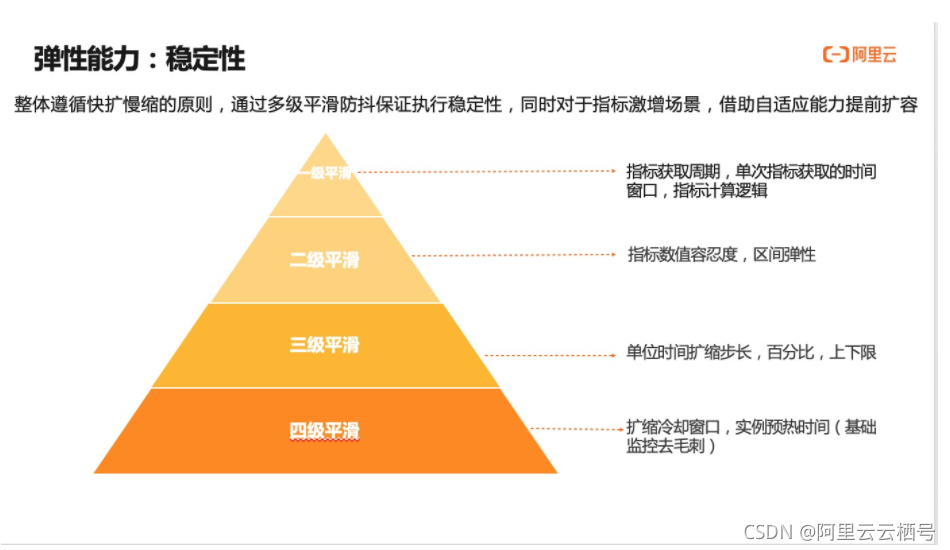 弹性能力：稳定性
阿里云
整体遵循快扩慢缩的原则，通过多级平滑防抖保证执行稳定性，同时对于指标激增场景，借助自适应能力提前扩容
一级平滑
指标获取周期，单次指标获取的时间
窗口，指标计算逻辑
二级平滑
指标数值容忍度，区间弹性
三级平滑
单位时间扩缩步长，百分比，上下限
四级平滑
扩缩冷却窗口，实例预热时间（基础
监控去毛刺）
CSDN @阿里云云栖号